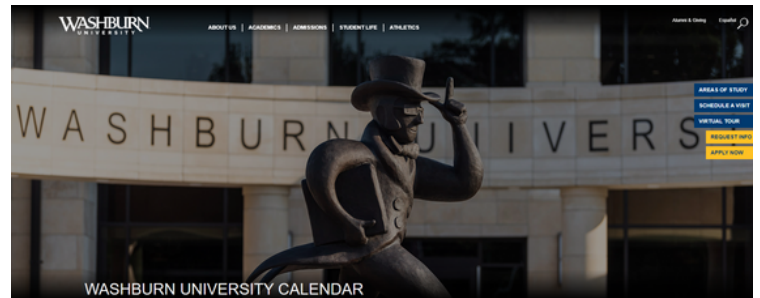 WASHBURN
UNIVERSITY
ABOUT US | ACADEMICS | ADMISSIONS | STUDENT LIFE | ATHLETICS
Alumni & Giving Español
AREAS OF STUDY
SCHEDULE A VISIT
VIRTUAL TOUR
REQUEST INFO
APPLY NOW
WASHBURN UNIVERS
WASHBURN UNIVERSITY CALENDAR